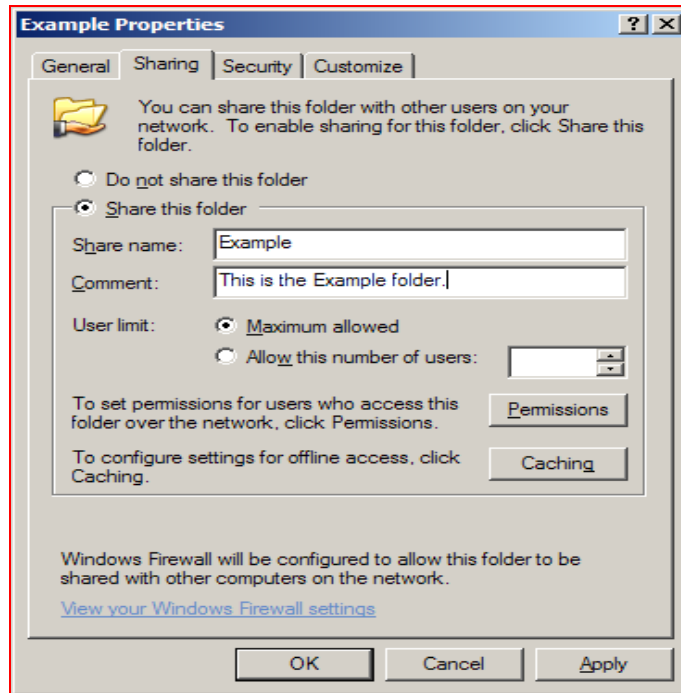 Example Properties
? X
General Sharing Security Customize
You can share this folder with other users on your
network. To enable sharing for this folder, click Share this
folder.
Do not share this folder
Share this folder
Share name: Example
Comment: This is the Example folder.
User limit: Maximum allowed
Allow this number of users:
To set permissions for users who access this
folder over the network, click Permissions.
Permissions
To configure settings for offline access, click
Caching.
Caching
Windows Firewall will be configured to allow this folder to be
shared with other computers on the network.
View your Windows Firewall settings
OK Cancel Apply